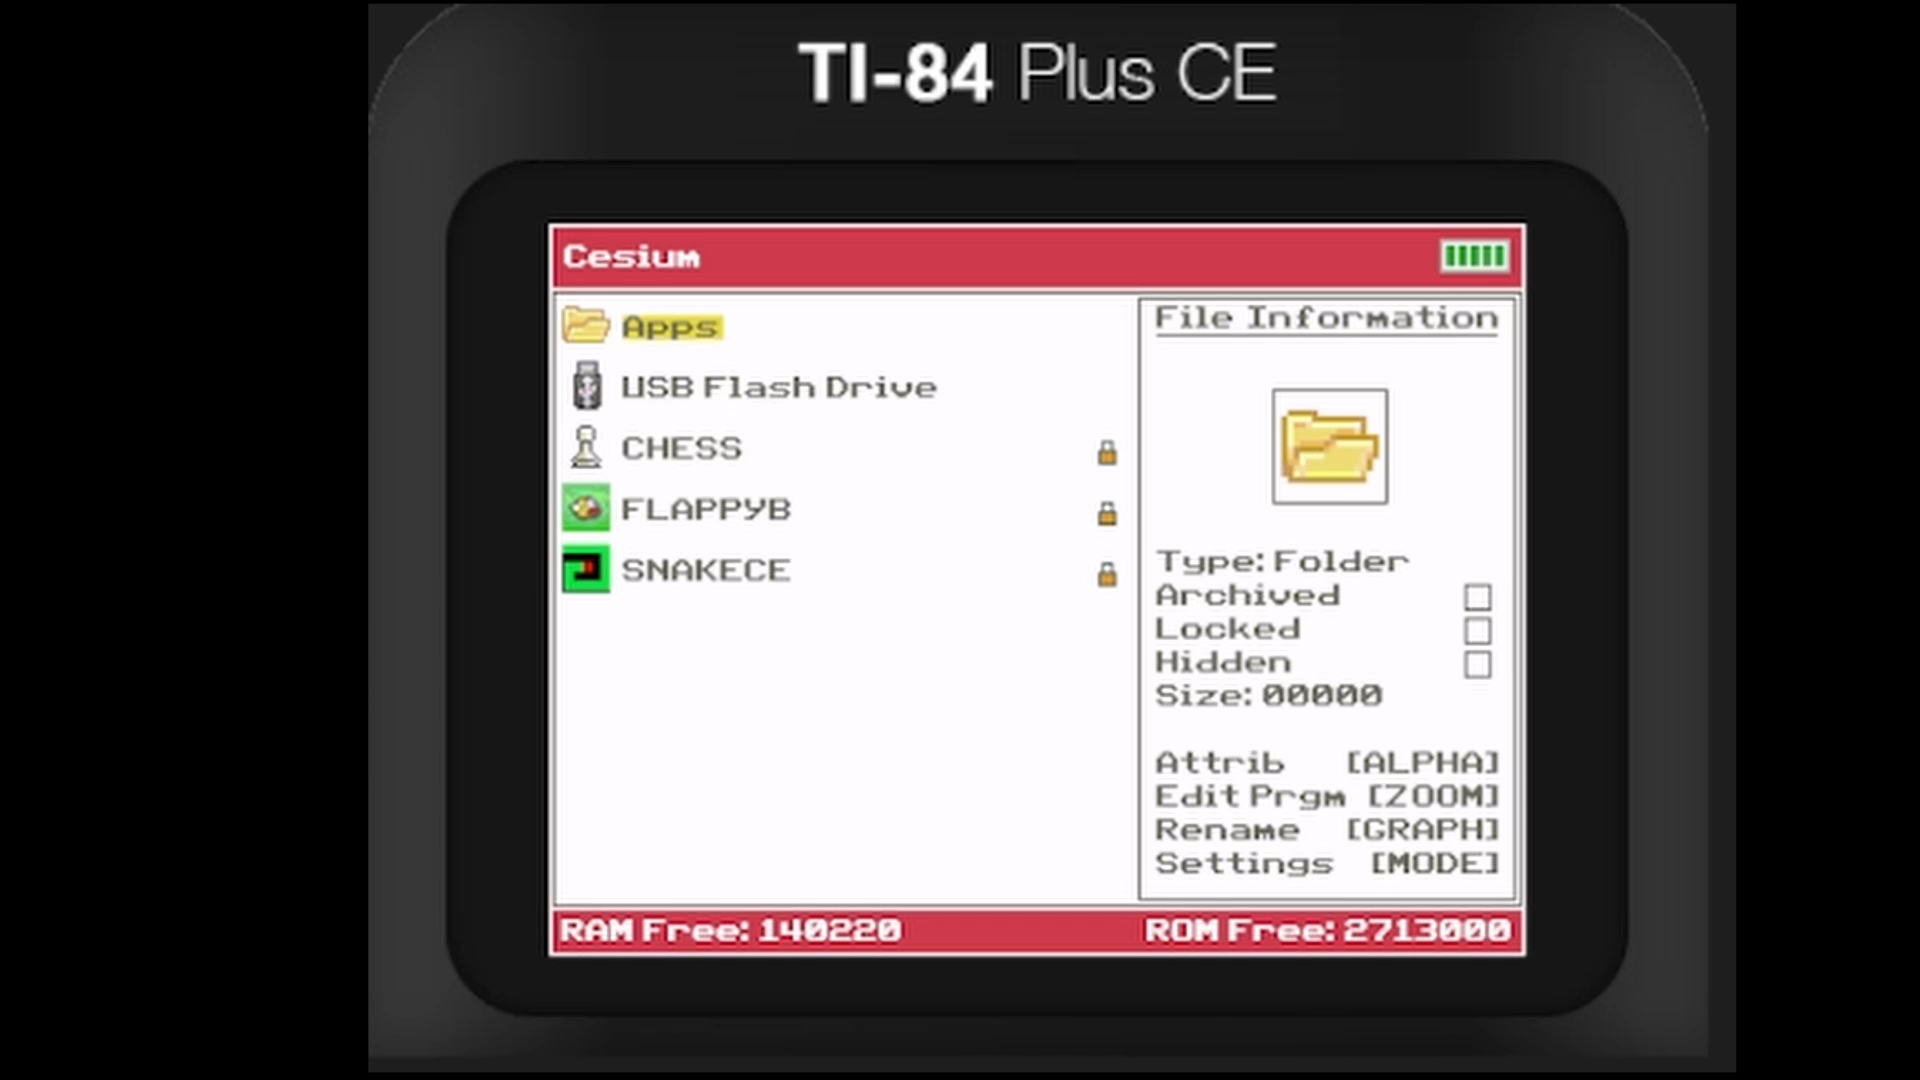 TI-84 Plus CE
Cesium
Apps
USB Flash Drive
CHESS
FLAPPYB
SNAKECE
File Information
Type: Folder
Archived
Locked
Hidden
Size: 00000
Attrib [ALPHA]
Edit Prgm [ZOOM]
Rename [GRAPH]
Settings [MODE]
RAM Free: 140220
ROM Free: 2713000